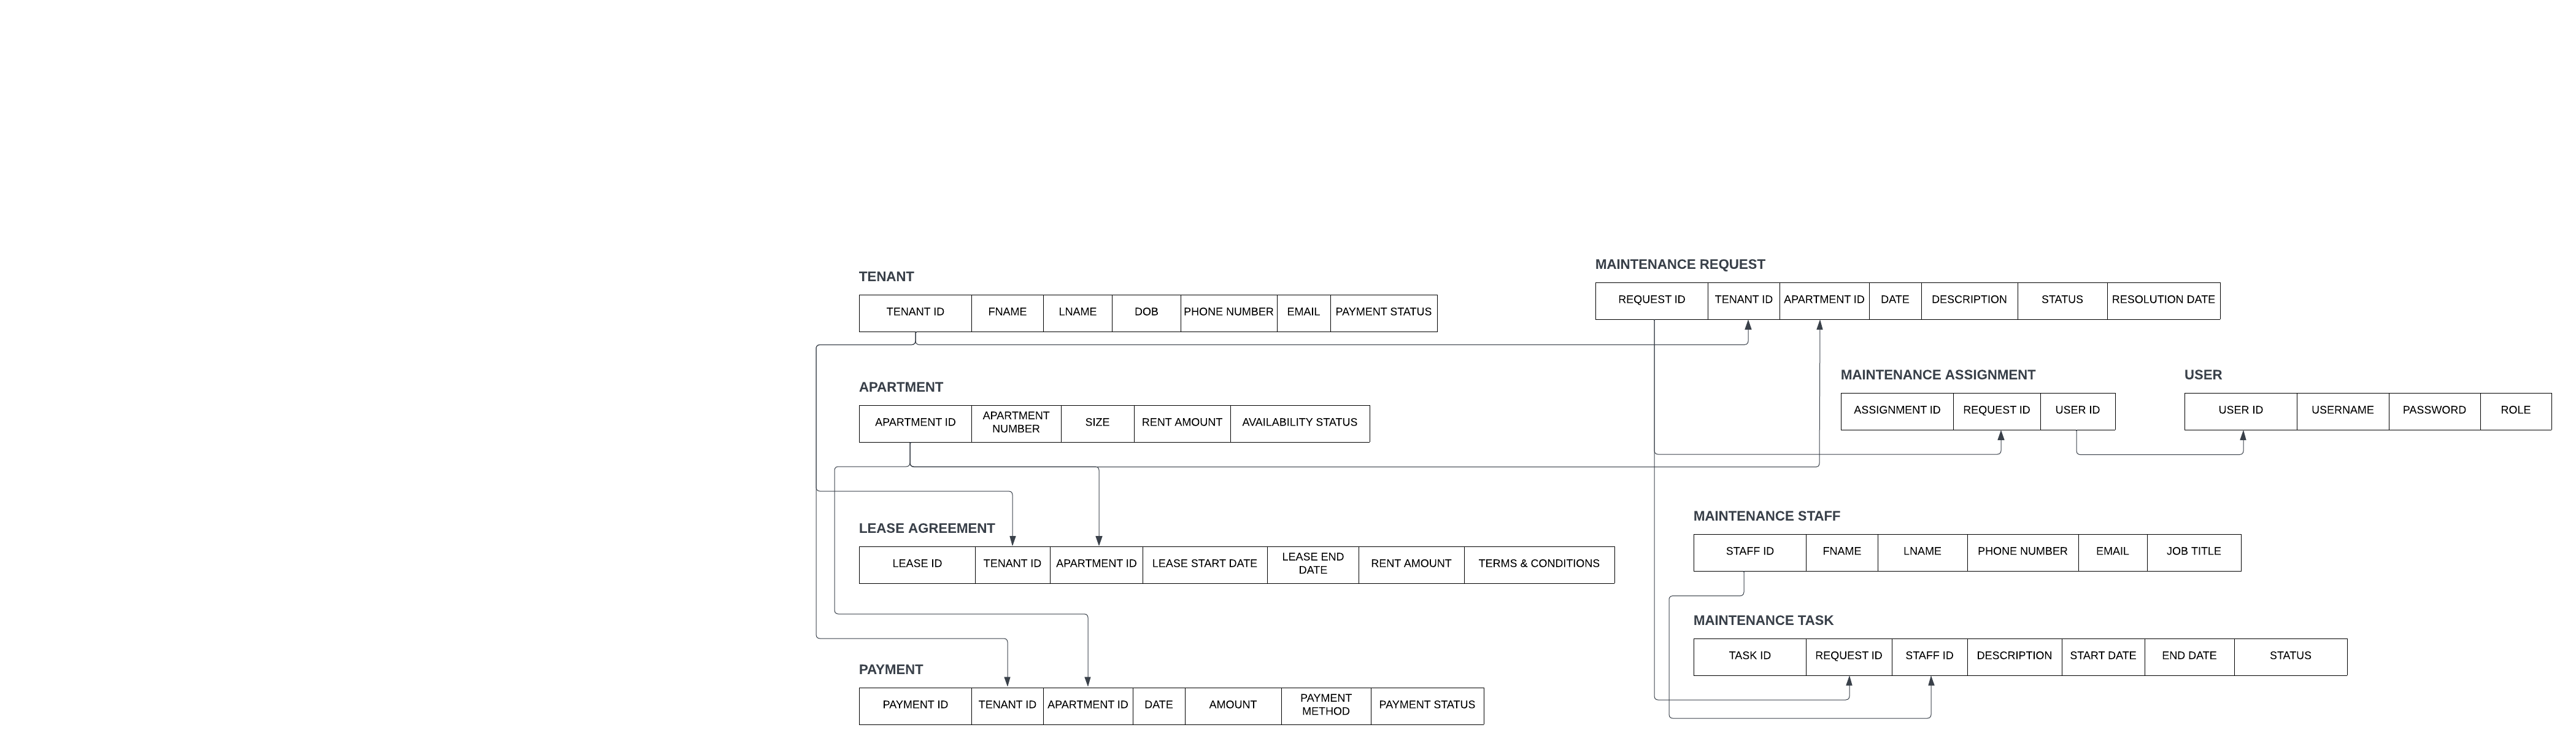 TENANT
TENANT ID FNAME LNAME DOB PHONE NUMBER EMAIL PAYMENT STATUS
APARTMENT
APARTMENT ID APARTMENT NUMBER SIZE RENT AMOUNT AVAILABILITY STATUS
LEASE AGREEMENT
LEASE ID TENANT ID APARTMENT ID LEASE START DATE LEASE END DATE RENT AMOUNT TERMS & CONDITIONS
PAYMENT
PAYMENT ID TENANT ID APARTMENT ID DATE AMOUNT PAYMENT METHOD PAYMENT STATUS
MAINTENANCE REQUEST
REQUEST ID TENANT ID APARTMENT ID DATE DESCRIPTION STATUS RESOLUTION DATE
MAINTENANCE ASSIGNMENT
ASSIGNMENT ID REQUEST ID USER ID
USER
USER ID USERNAME PASSWORD ROLE
MAINTENANCE STAFF
STAFF ID FNAME LNAME PHONE NUMBER EMAIL JOB TITLE
MAINTENANCE TASK
TASK ID REQUEST ID STAFF ID DESCRIPTION START DATE END DATE STATUS